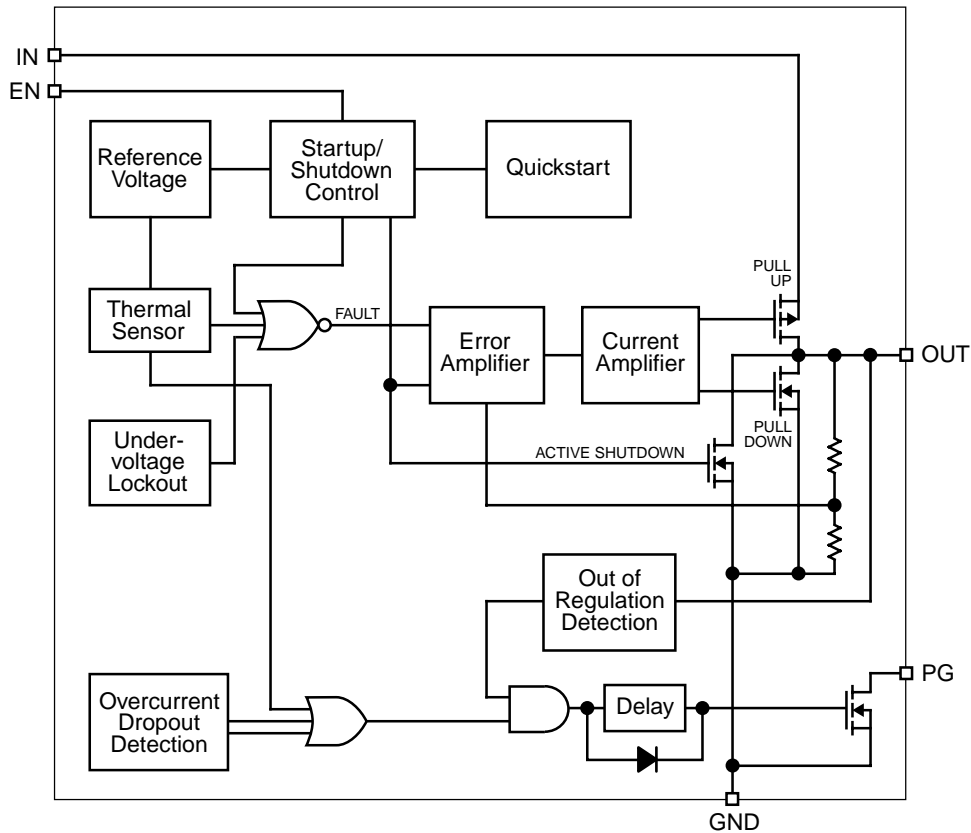 IN
EN
Reference
Voltage
Startup/
Shutdown
Control
Quickstart
PULL
UP
Thermal
Sensor
FAULT
Error
Amplifier
Current
Amplifier
OUT
Under-
voltage
Lockout
ACTIVE SHUTDOWN
PULL
DOWN
Out of
Regulation
Detection
Overcurrent
Dropout
Detection
Delay
PG
GND